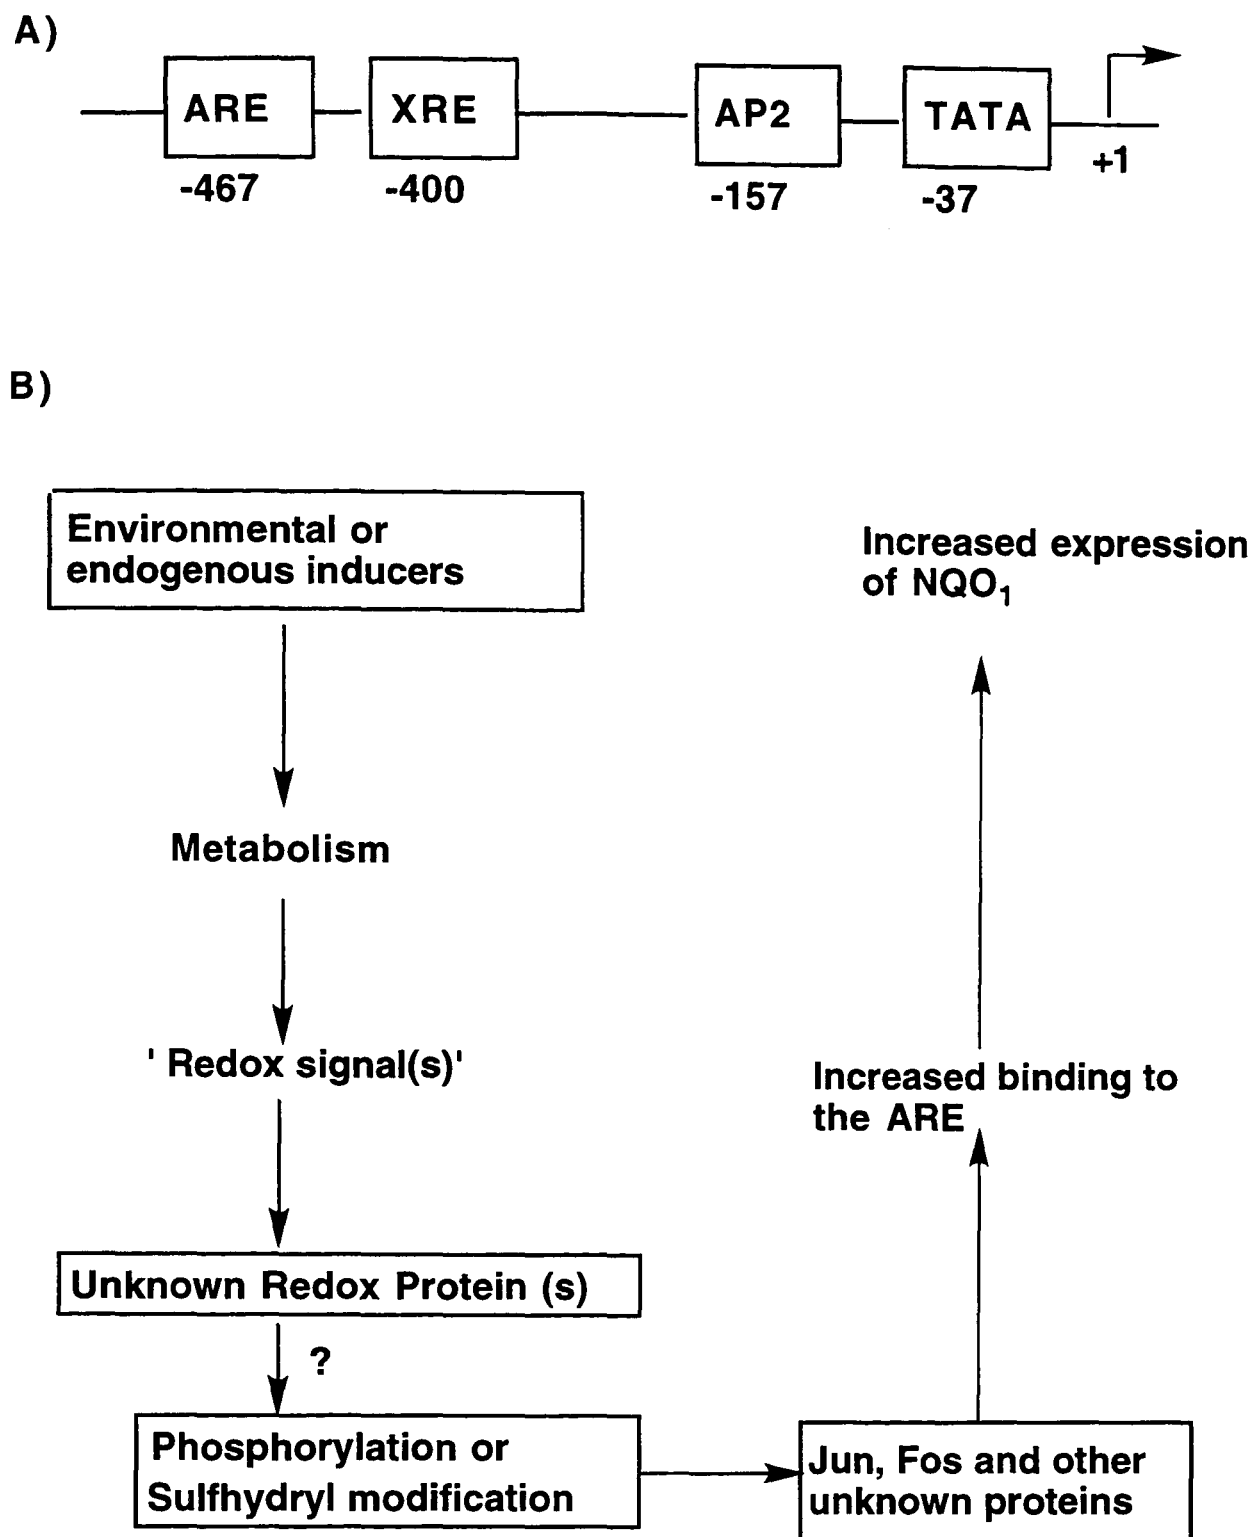 A)
ARE
XRE
AP2
TATA
-467
-400
-157
-37
+1
B)
Environmental or
endogenous inducers
Metabolism
' Redox signal(s)'
Unknown Redox Protein (s)
?
Phosphorylation or
Sulfhydryl modification
Jun, Fos and other
unknown proteins
Increased binding to
the ARE
Increased expression
of NQO₁